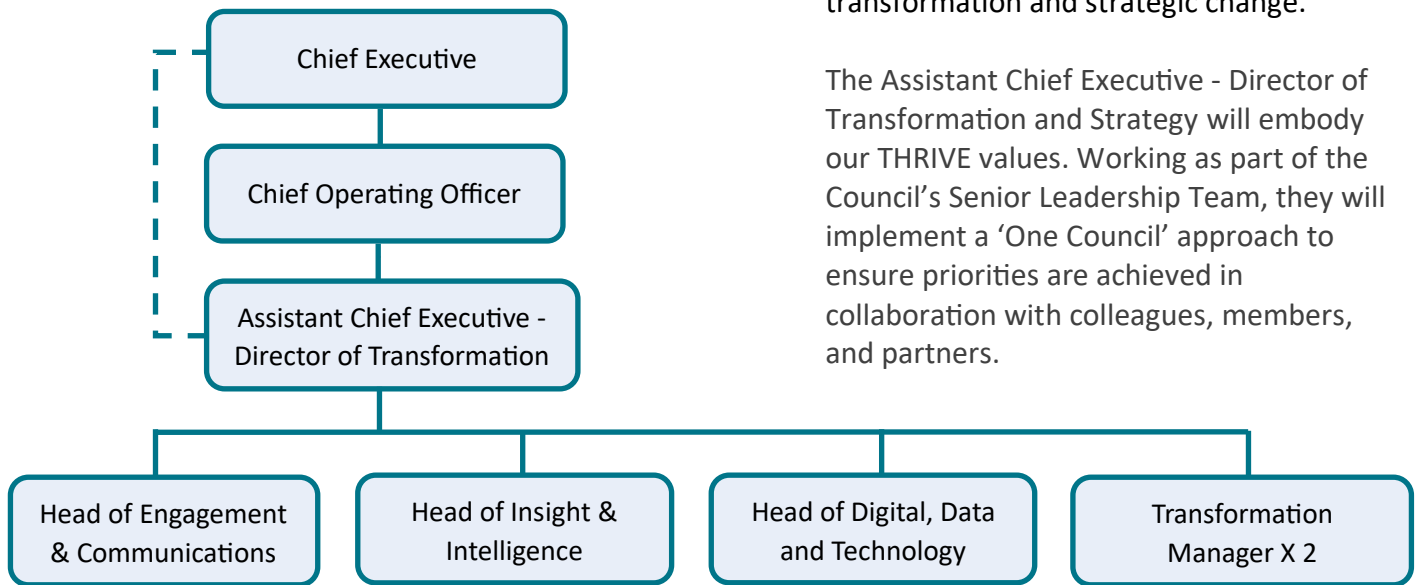 transformation and strategic change.
The Assistant Chief Executive - Director of
Transformation and Strategy will embody
our THRIVE values. Working as part of the
Council’s Senior Leadership Team, they will
implement a ‘One Council’ approach to
ensure priorities are achieved in
collaboration with colleagues, members,
and partners.
Chief Executive
Chief Operating Officer
Assistant Chief Executive -
Director of Transformation
Head of Engagement
& Communications
Head of Insight &
Intelligence
Head of Digital, Data
and Technology
Transformation
Manager X 2